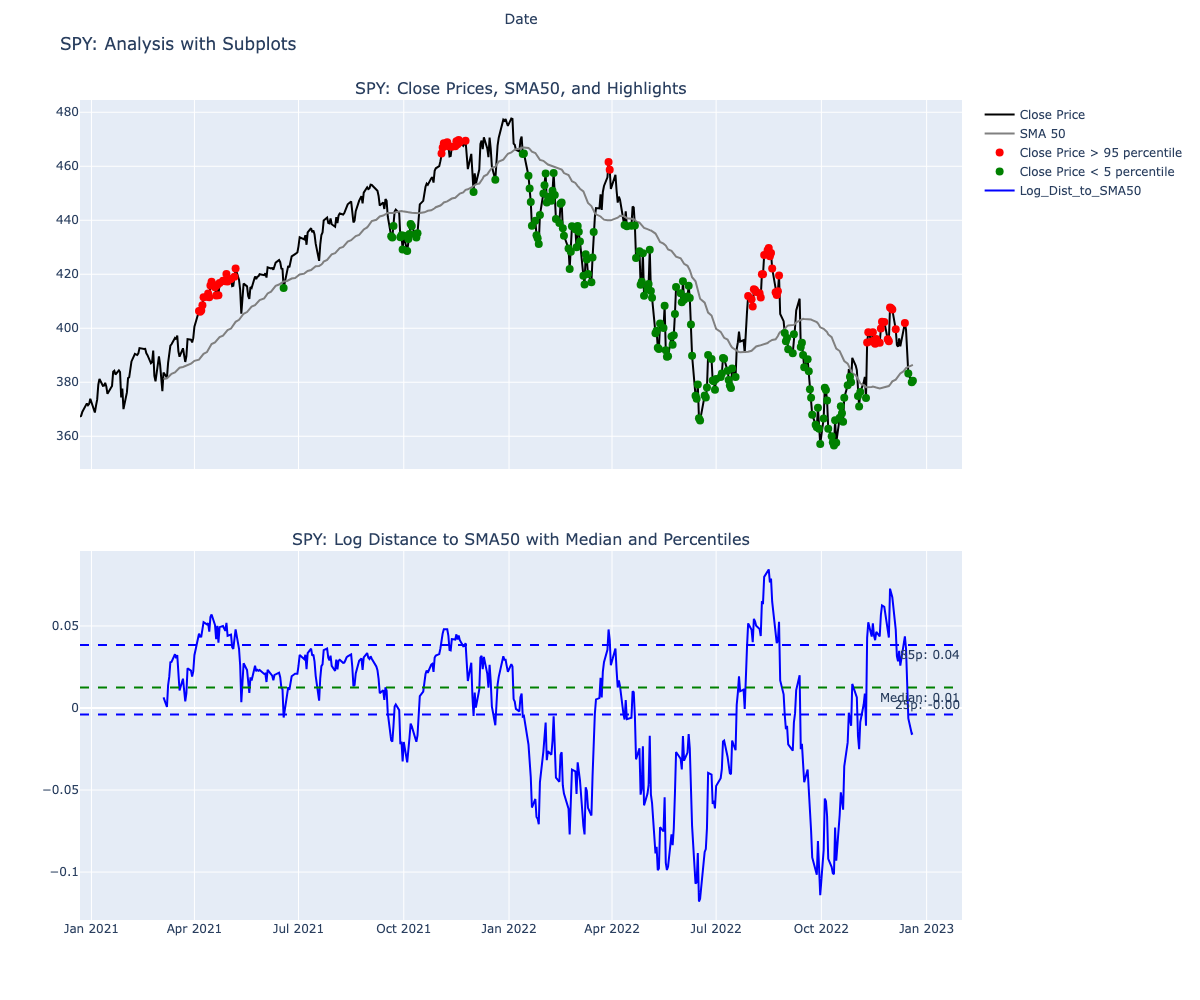 Date
SPY: Analysis with Subplots
SPY: Close Prices, SMA50, and Highlights
480
460
440
420
400
380
360
Close Price
SMA 50
Close Price > 95 percentile
Close Price < 5 percentile
Log_Dist_to_SMA50
SPY: Log Distance to SMA50 with Median and Percentiles
0.05
0
−0.05
−0.1
Median: 0.01
25p: -0.00
Jan 2021
Apr 2021
Jul 2021
Oct 2021
Jan 2022
Apr 2022
Jul 2022
Oct 2022
Jan 2023